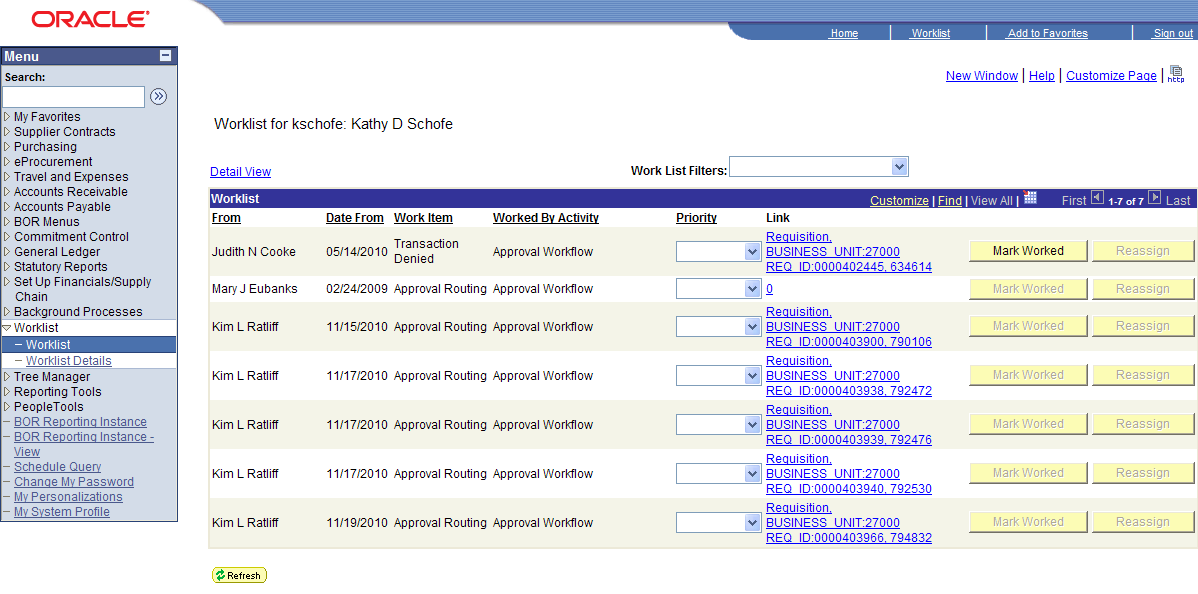 ORACLE
Home
Worklist
Add to Favorites
Sign out
Menu
Search:
New Window | Help | Customize Page | http
My Favorites
Supplier Contracts
Purchasing
eProcurement
Travel and Expenses
Accounts Receivable
Accounts Payable
BOR Menus
Commitment Control
General Ledger
Statutory Reports
Set Up Financials/Supply
Chain
Background Processes
Worklist
– Worklist
– Worklist Details
Tree Manager
Reporting Tools
PeopleTools
– BOR Reporting Instance
– BOR Reporting Instance -
View
– Schedule Query
– Change My Password
– My Personalizations
– My System Profile
Worklist for kschofe: Kathy D Schofe
Detail View
Work List Filters:
Worklist
Customize | Find | View All |
First 1-7 of 7 Last
From Date From Work Item Worked By Activity Priority Link
Judith N Cooke 05/14/2010
Transaction
Denied
Approval Workflow
Requisition,
BUSINESS_UNIT:27000
REQ_ID:0000402445, 634614
Mark Worked Reassign
Mary J Eubanks 02/24/2009 Approval Routing Approval Workflow 0 Mark Worked Reassign
Kim L Ratliff 11/15/2010 Approval Routing Approval Workflow
Requisition,
BUSINESS_UNIT:27000
REQ_ID:0000403900, 790106
Mark Worked Reassign
Kim L Ratliff 11/17/2010 Approval Routing Approval Workflow
Requisition,
BUSINESS_UNIT:27000
REQ_ID:0000403938, 792472
Mark Worked Reassign
Kim L Ratliff 11/17/2010 Approval Routing Approval Workflow
Requisition,
BUSINESS_UNIT:27000
REQ_ID:0000403939, 792476
Mark Worked Reassign
Kim L Ratliff 11/17/2010 Approval Routing Approval Workflow
Requisition,
BUSINESS_UNIT:27000
REQ_ID:0000403940, 792530
Mark Worked Reassign
Kim L Ratliff 11/19/2010 Approval Routing Approval Workflow
Requisition,
BUSINESS_UNIT:27000
REQ_ID:0000403966, 794832
Mark Worked Reassign
Refresh